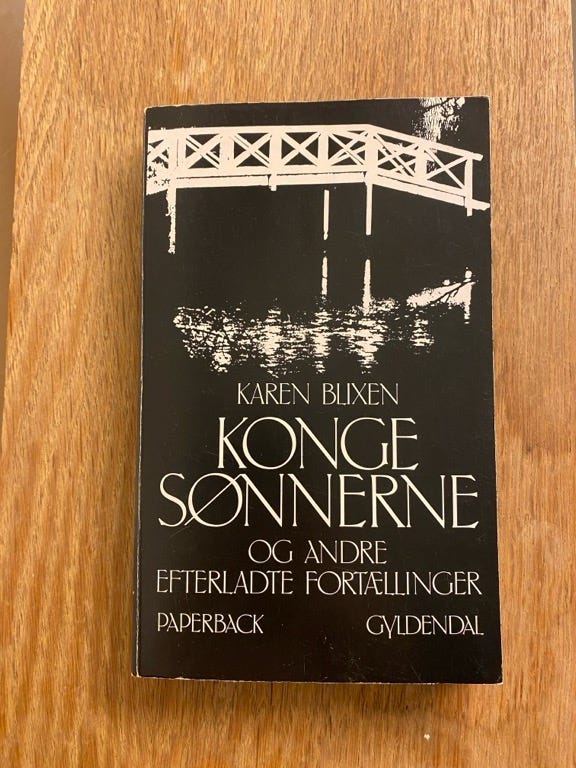 KAREN BLIXEN
KONGE
SØNNERNE
OG ANDRE
EFTERLADTE FORTÆLLINGER
PAPERBACK GYLDENDAL